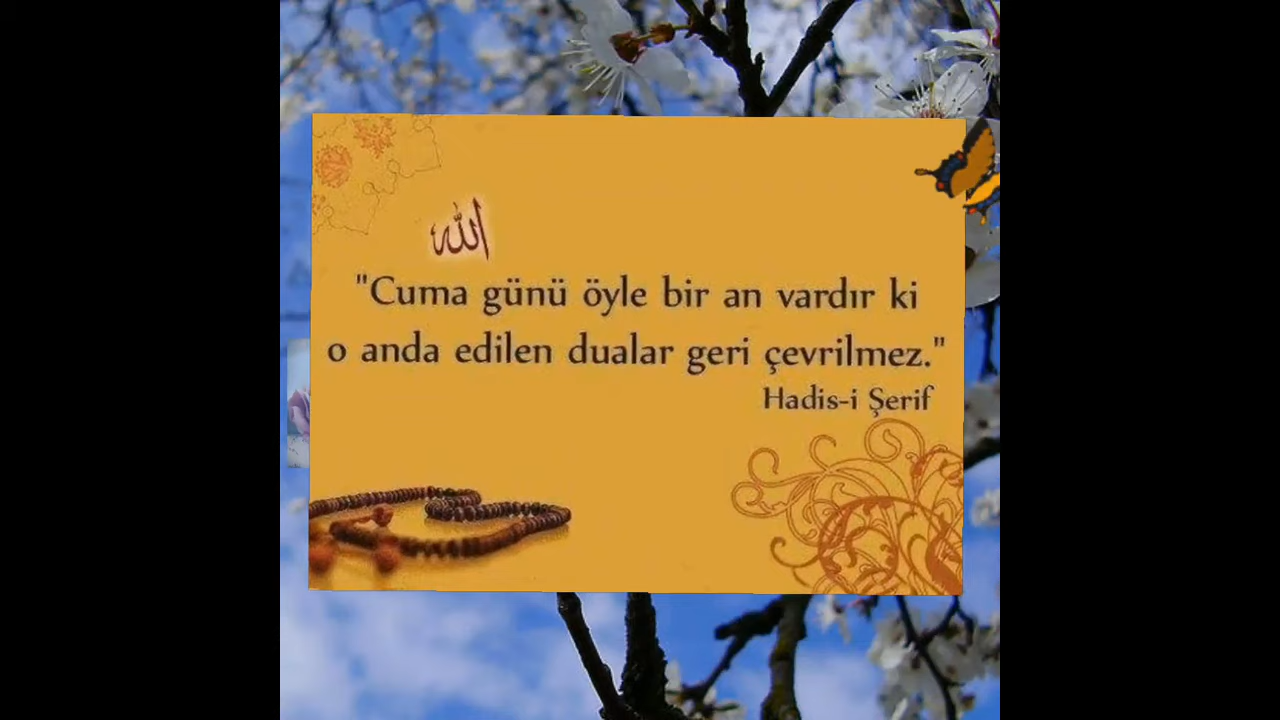 الله
"Cuma günü öyle bir an vardır ki
o anda edilen dualar geri çevrilmez."
Hadis-i Şerif